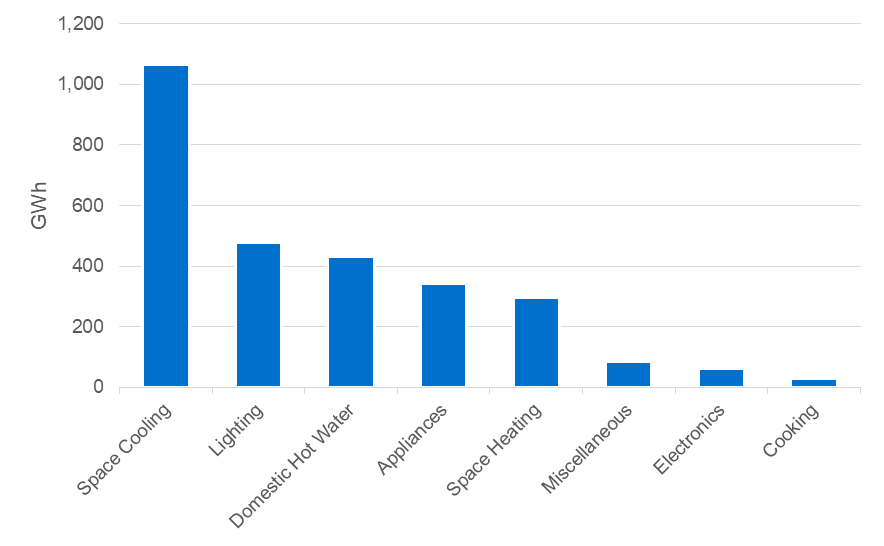 1,200
1,000
800
600
400
200
0
GWh
Space Cooling
Lighting
Domestic Hot Water
Appliances
Space Heating
Miscellaneous
Electronics
Cooking